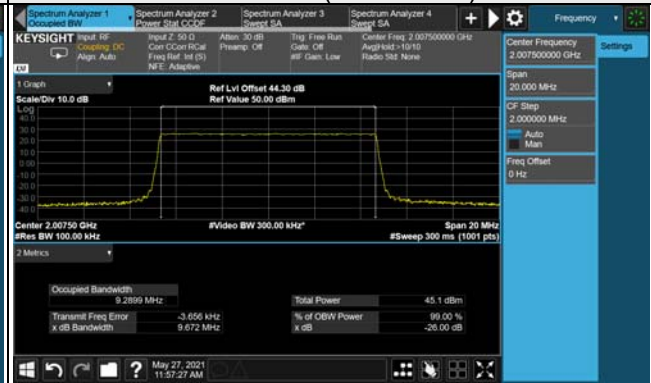 Spectrum Analyzer 1
Occupied BW
Spectrum Analyzer 2
Power Stat CCDF
Spectrum Analyzer 3
Swept SA
Spectrum Analyzer 4
Swept SA
Frequency
KEYSIGHT
Input: RF
Coupling: DC
Align: Auto
Input Z: 50 Ω
Corr CCorr RCal
Freq Ref: Int (S)
NFE: Adaptive
Atten: 30 dB
Preamp: Off
Trig: Free Run
Gate: Off
#IF Gain: Low
Center Freq: 2.007500000 GHz
Avg|Hold:>10/10
Radio Std: None
Center Frequency
2.007500000 GHz
Settings
Span
20.000 MHz
CF Step
2.000000 MHz
Auto
Man
Freq Offset
0 Hz
1 Graph
Scale/Div 10.0 dB
Ref Lvl Offset 44.30 dB
Ref Value 50.00 dBm
Log
40.0
30.0
20.0
10.0
0.00
-10.0
-20.0
-30.0
-40.0
Center 2.00750 GHz
#Res BW 100.00 kHz
#Video BW 300.00 kHz*
Span 20 MHz
#Sweep 300 ms (1001 pts)
2 Metrics
Occupied Bandwidth
9.2899 MHz
Total Power
45.1 dBm
Transmit Freq Error
-3.656 kHz
% of OBW Power
99.00 %
x dB Bandwidth
9.672 MHz
x dB
-26.00 dB
May 27, 2021
11:57:27 AM